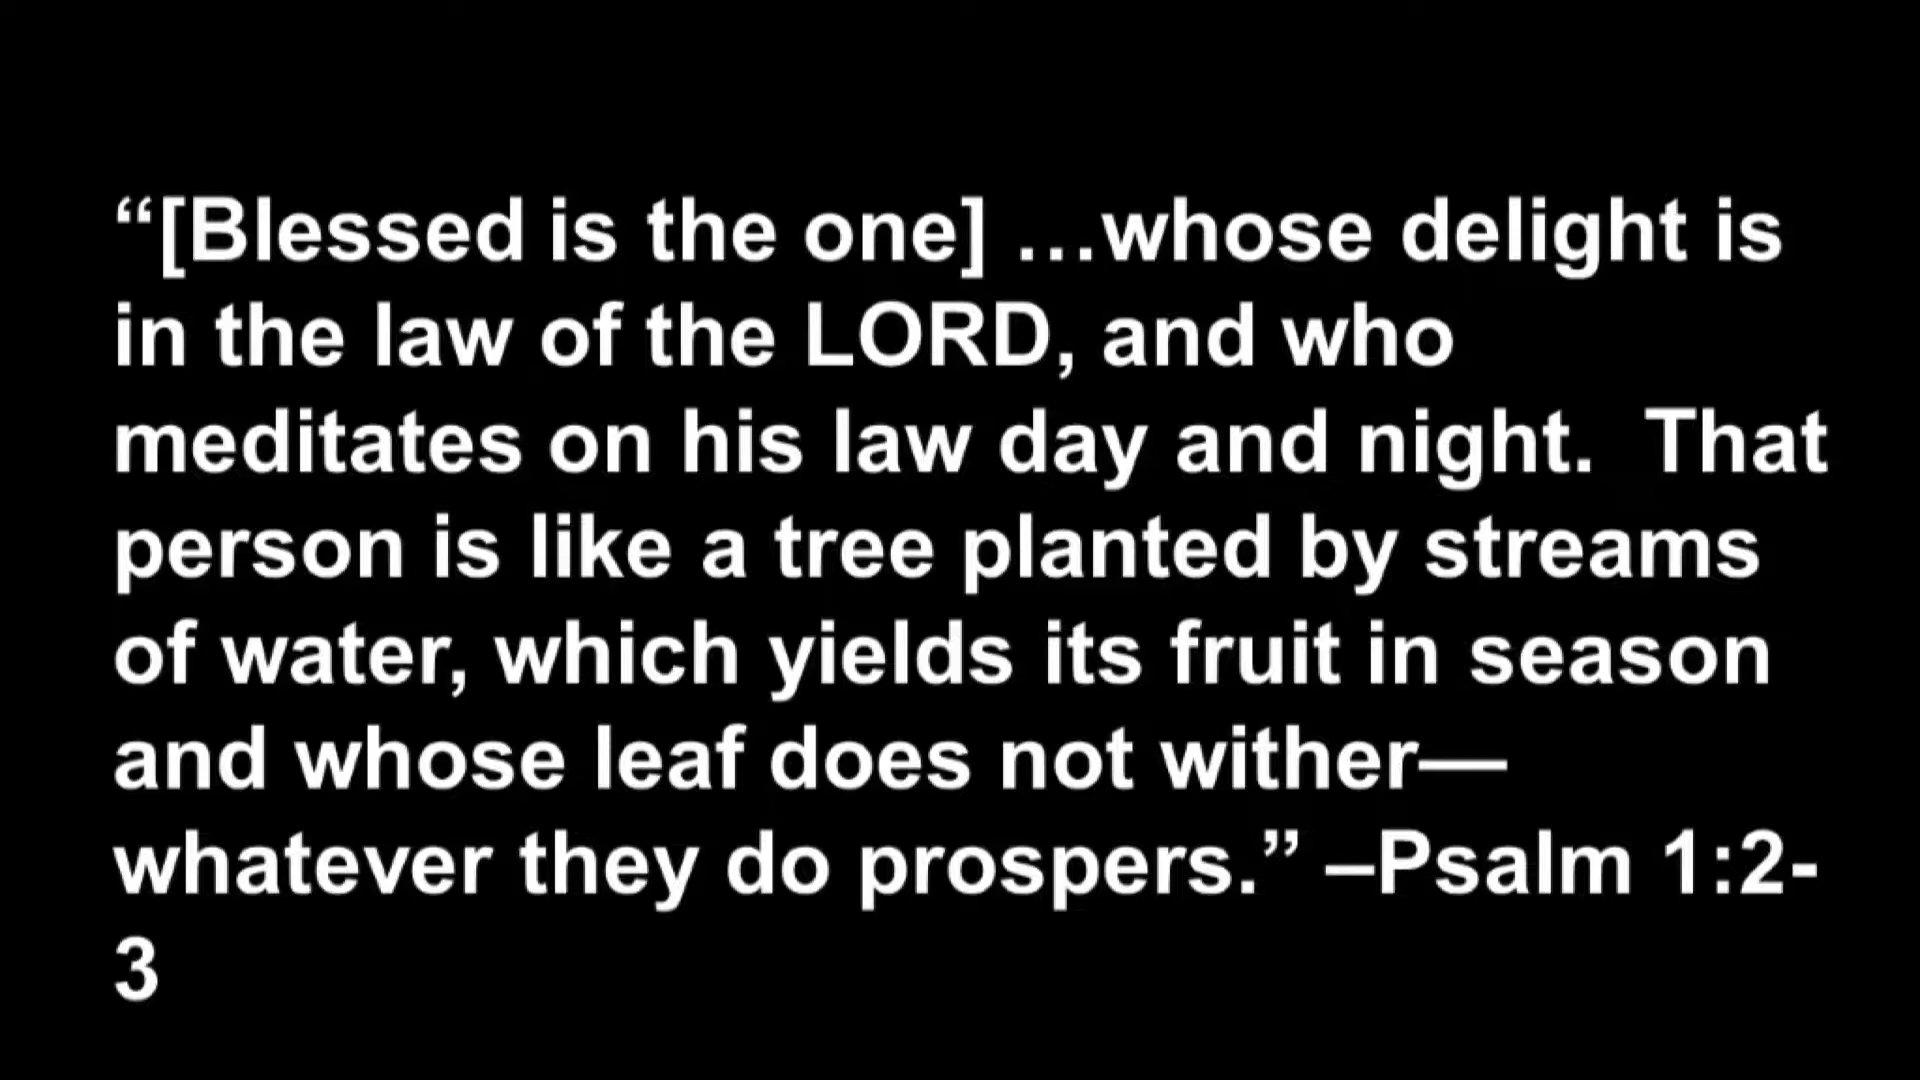 “[Blessed is the one] …whose delight is
in the law of the LORD, and who
meditates on his law day and night.  That
person is like a tree planted by streams
of water, which yields its fruit in season
and whose leaf does not wither—
whatever they do prospers.” –Psalm 1:2-
3